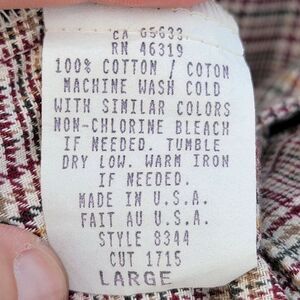 CA 65633
RN 46319
100% COTTON / COTON
MACHINE WASH COLD
WITH SIMILAR COLORS
NON-CHLORINE BLEACH
IF NEEDED. TUMBLE
DRY LOW. WARM IRON
IF NEEDED.
MADE IN U.S.A.
FAIT AU U.S.A.
STYLE 8344
CUT 1715
LARGE